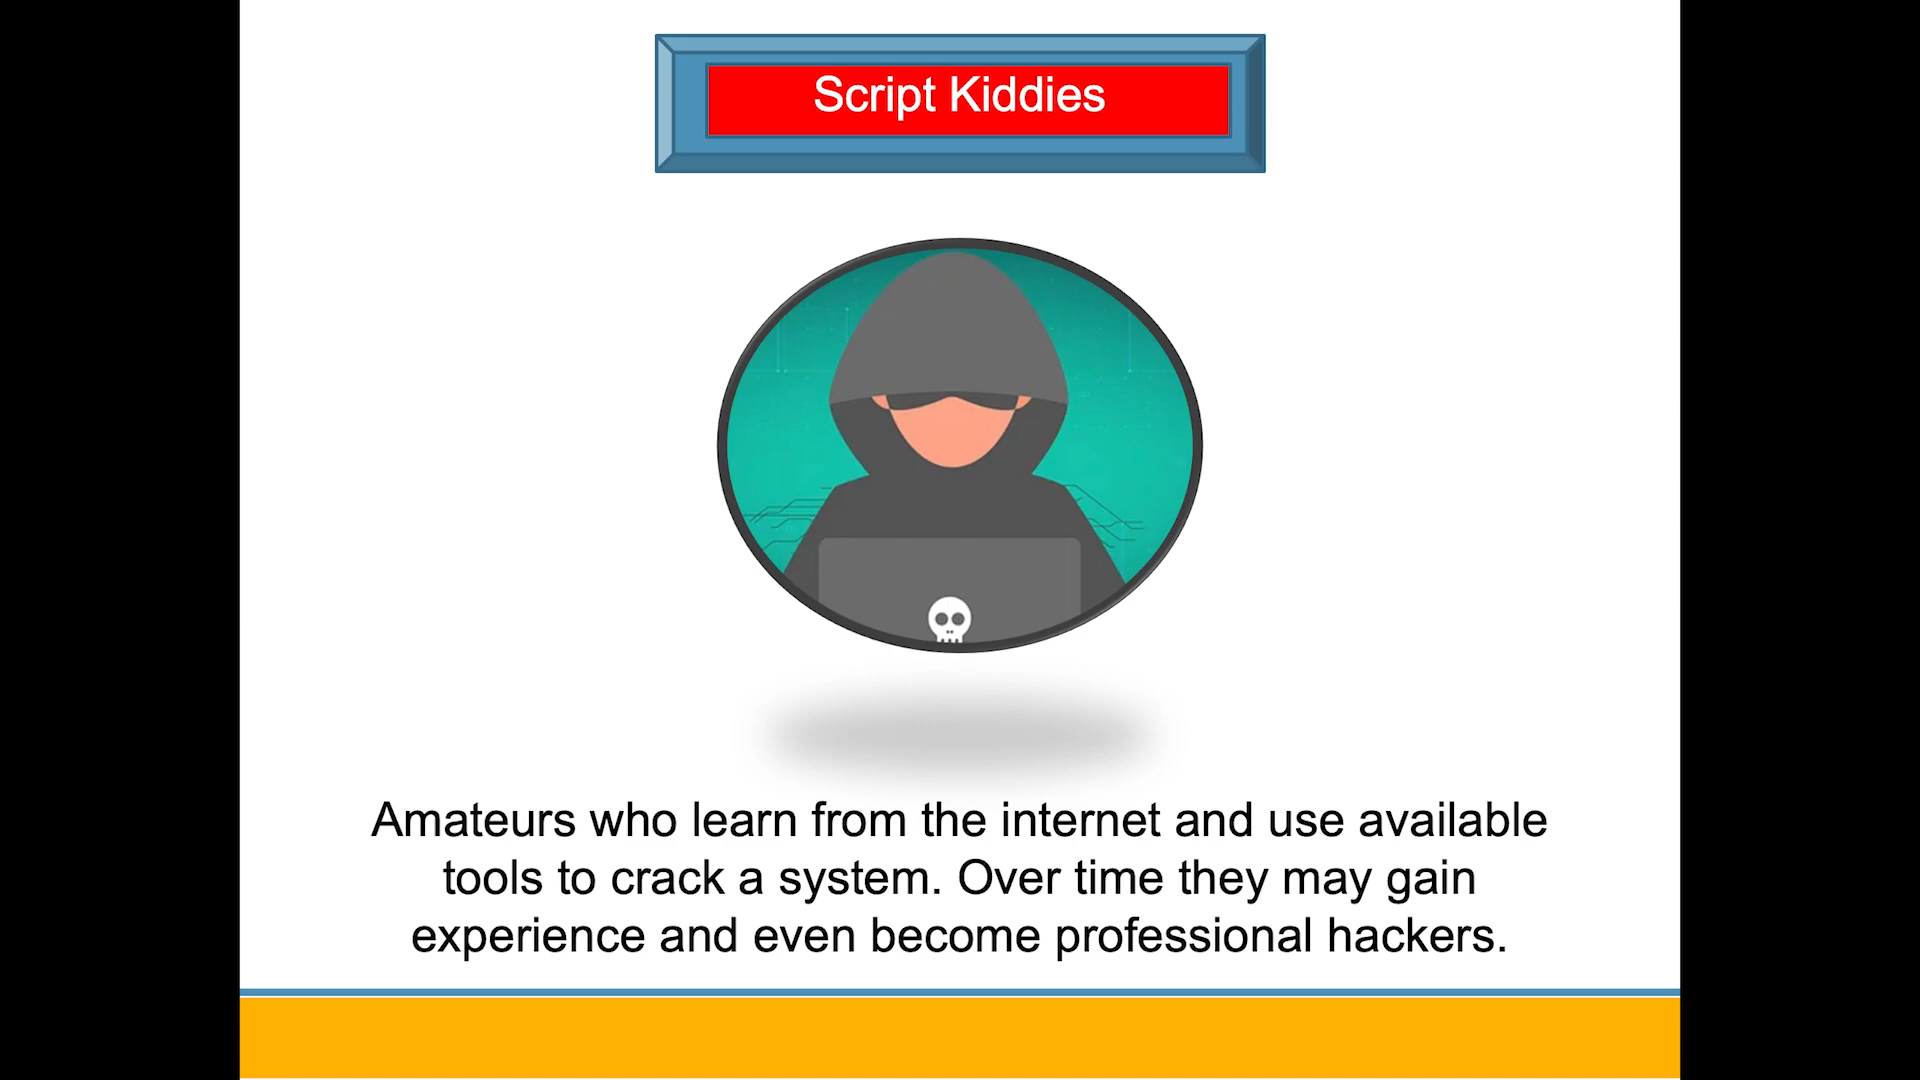 Script Kiddies
Amateurs who learn from the internet and use available
tools to crack a system. Over time they may gain
experience and even become professional hackers.